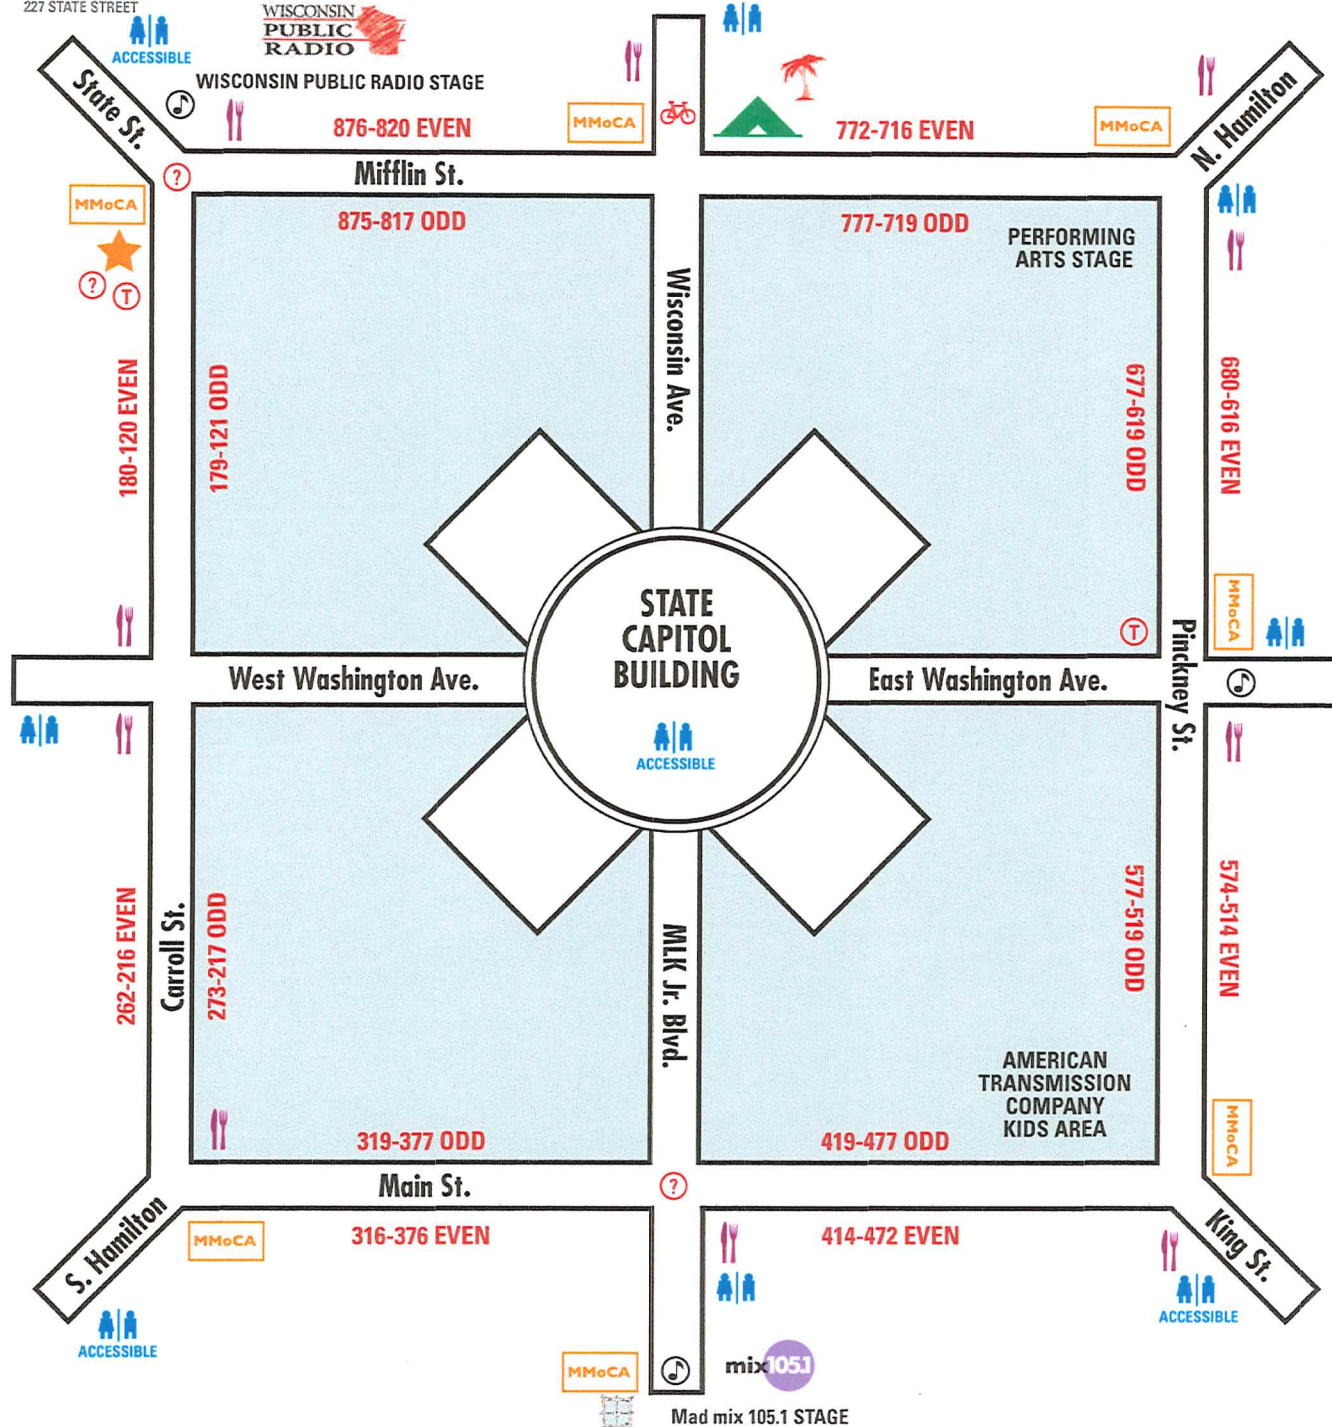 227 STATE STREET
WISCONSIN
PUBLIC
RADIO
ACCESSIBLE
WISCONSIN PUBLIC RADIO STAGE
State St.
876-820 EVEN
MMoCA
772-716 EVEN
MMoCA
N. Hamilton
?
Mifflin St.
MMoCA
875-817 ODD
777-719 ODD
PERFORMING
ARTS STAGE
? T
Wisconsin Ave.
180-120 EVEN
179-121 ODD
677-619 ODD
680-616 EVEN
MMoCA
STATE
CAPITOL
BUILDING
ACCESSIBLE
T
Pinckney St.
West Washington Ave.
East Washington Ave.
262-216 EVEN
Carroll St.
273-217 ODD
MLK Jr. Blvd.
577-519 ODD
574-514 EVEN
AMERICAN
TRANSMISSION
COMPANY
KIDS AREA
MMoCA
319-377 ODD
419-477 ODD
Main St.
?
S. Hamilton
MMoCA
316-376 EVEN
414-472 EVEN
King St.
ACCESSIBLE
ACCESSIBLE
MMoCA
mix105.1
Mad mix 105.1 STAGE